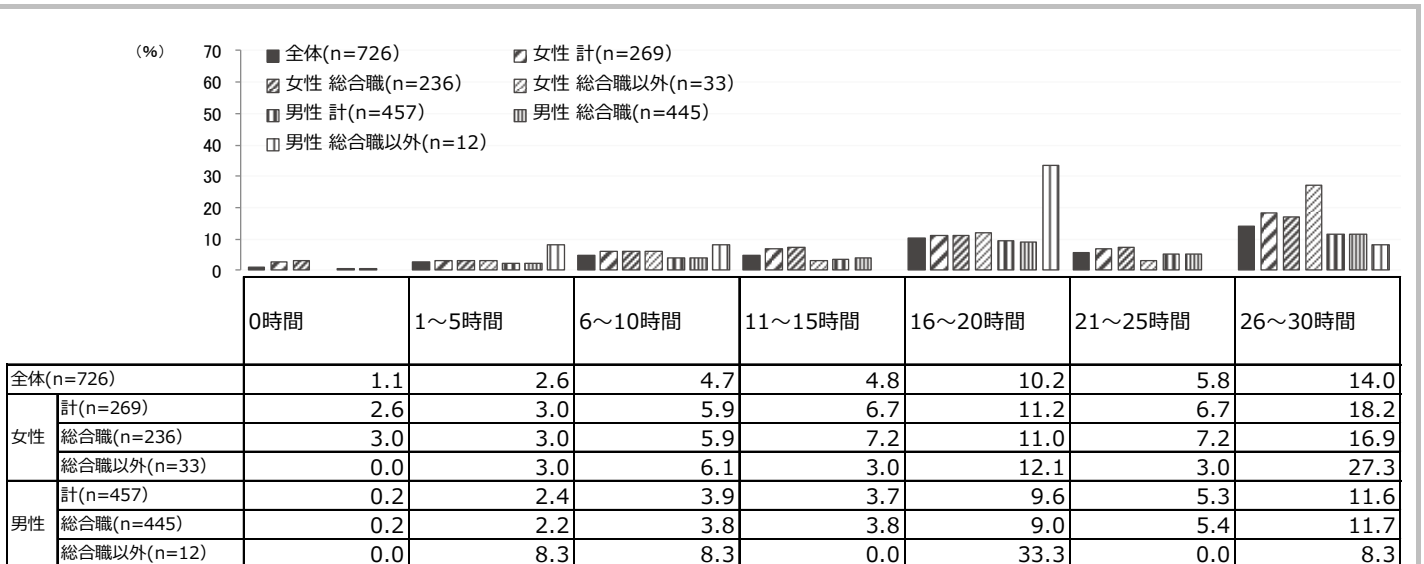 （%）
70
60
50
40
30
20
10
0
全体(n=726) 女性 計(n=269)
女性 総合職(n=236) 女性 総合職以外(n=33)
男性 計(n=457) 男性 総合職(n=445)
男性 総合職以外(n=12)
0時間 1～5時間 6～10時間 11～15時間 16～20時間 21～25時間 26～30時間
全体(n=726) 1.1 2.6 4.7 4.8 10.2 5.8 14.0
女性 計(n=269) 2.6 3.0 5.9 6.7 11.2 6.7 18.2
総合職(n=236) 3.0 3.0 5.9 7.2 11.0 7.2 16.9
総合職以外(n=33) 0.0 3.0 6.1 3.0 12.1 3.0 27.3
男性 計(n=457) 0.2 2.4 3.9 3.7 9.6 5.3 11.6
総合職(n=445) 0.2 2.2 3.8 3.8 9.0 5.4 11.7
総合職以外(n=12) 0.0 8.3 8.3 0.0 33.3 0.0 8.3